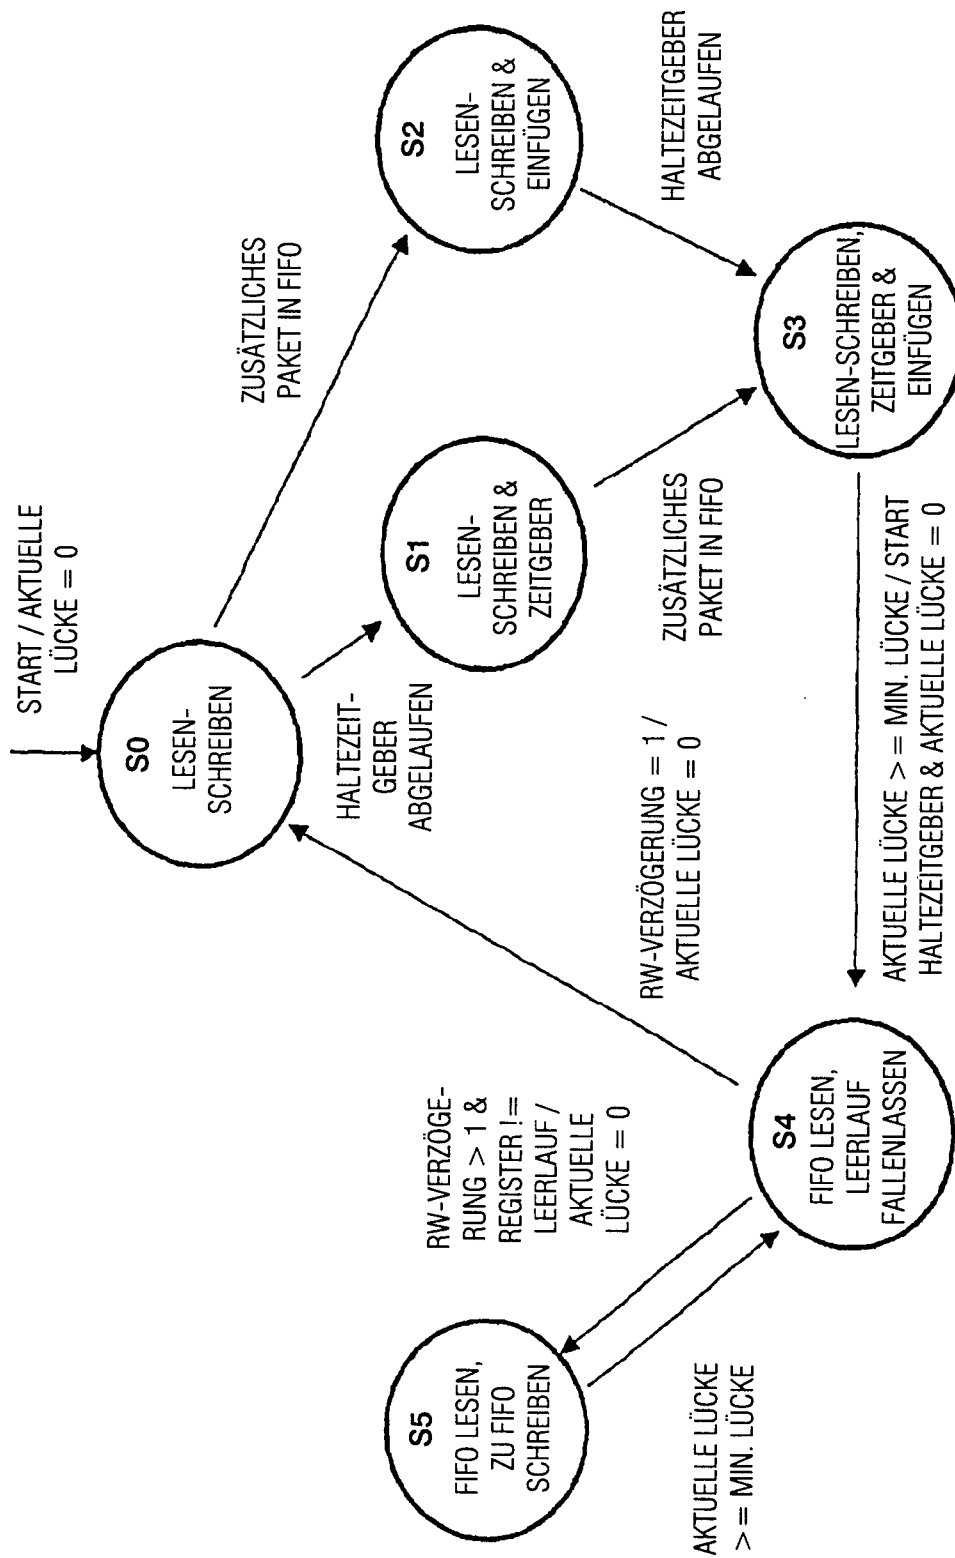 START / AKTUELLE
LÜCKE = 0
S0
LESEN-
SCHREIBEN
ZUSÄTZLICHES
PAKET IN FIFO
S2
LESEN-
SCHREIBEN &
EINFÜGEN
HALTEZEIT-
GEBER
ABGELAUFEN
S1
LESEN-
SCHREIBEN &
ZEITGEBER
HALTEZEITGEBER
ABGELAUFEN
ZUSÄTZLICHES
PAKET IN FIFO
S3
LESEN-SCHREIBEN,
ZEITGEBER &
EINFÜGEN
AKTUELLE LÜCKE > = MIN. LÜCKE / START
HALTEZEITGEBER & AKTUELLE LÜCKE = 0
RW-VERZÖGERUNG = 1 /
AKTUELLE LÜCKE = 0
S4
FIFO LESEN,
LEERLAUF
FALLENLASSEN
RW-VERZÖGE-
RUNG > 1 &
REGISTER !=
LEERLAUF /
AKTUELLE
LÜCKE = 0
S5
FIFO LESEN,
ZU FIFO
SCHREIBEN
AKTUELLE LÜCKE
> = MIN. LÜCKE